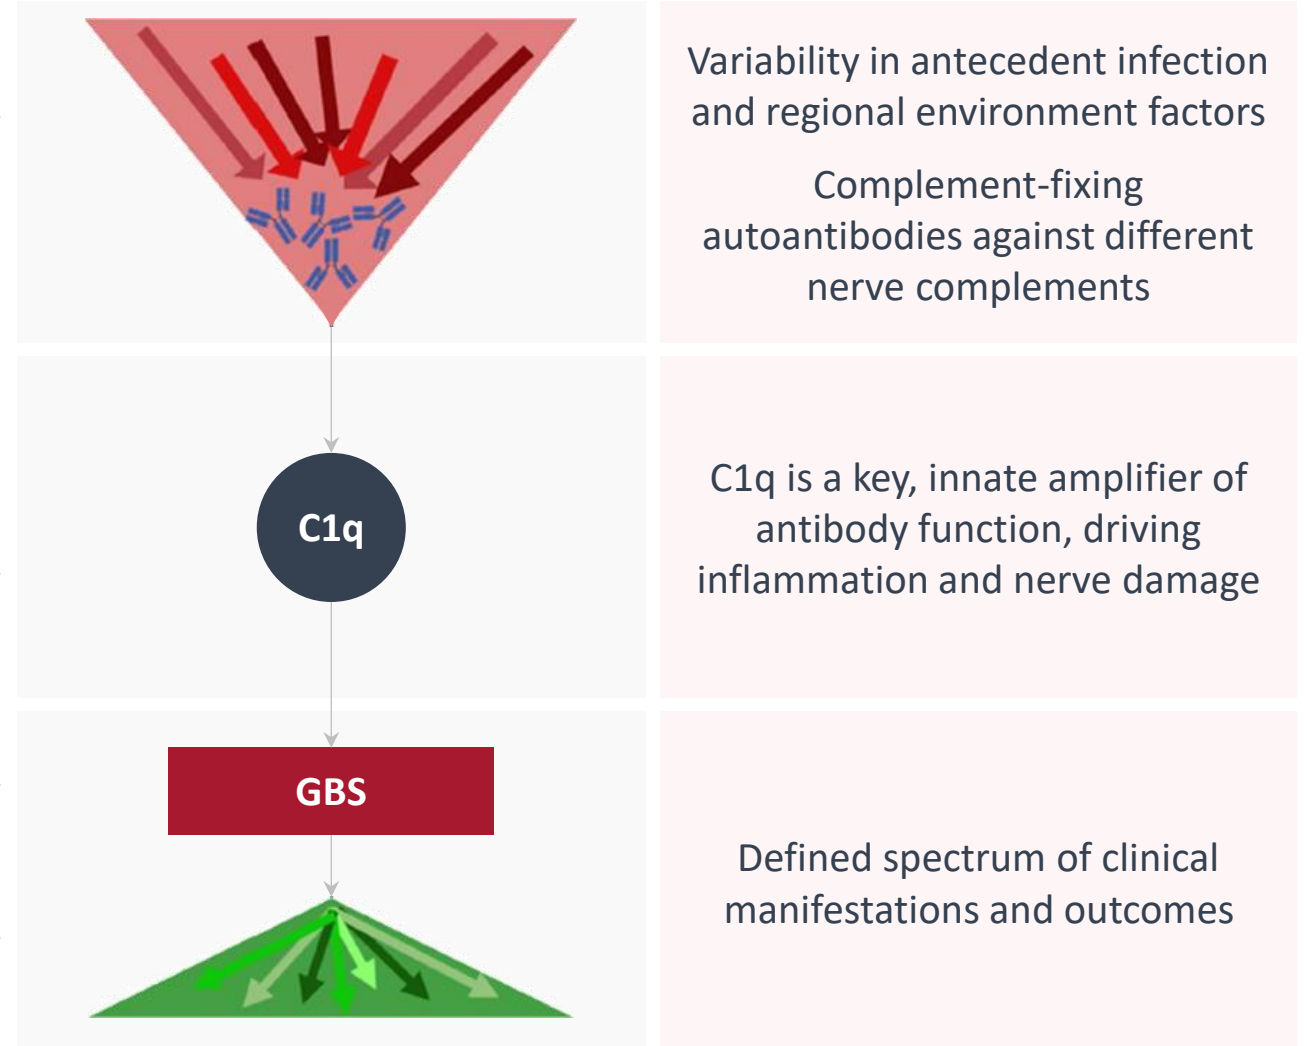 Variability in antecedent infection
and regional environment factors
Complement-fixing
autoantibodies against different
nerve complements
C1q
C1q is a key, innate amplifier of
antibody function, driving
inflammation and nerve damage
GBS
Defined spectrum of clinical
manifestations and outcomes